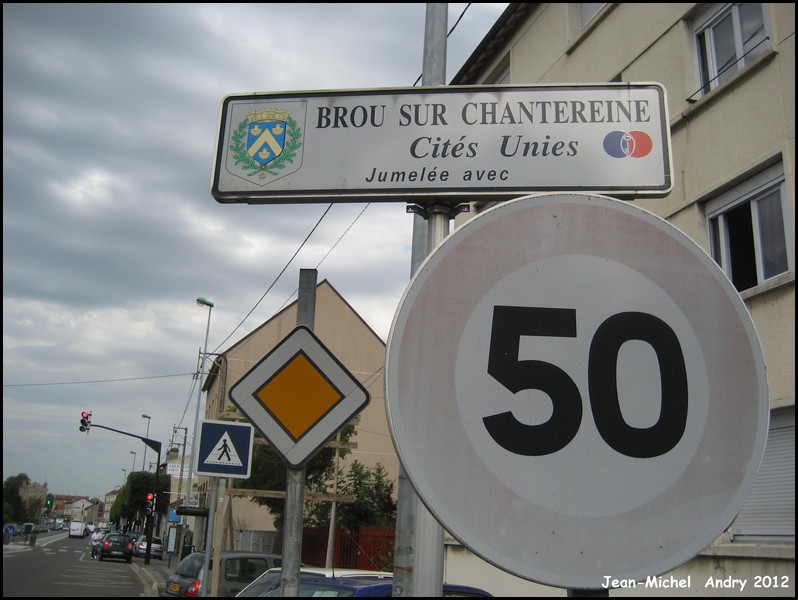 BROU SUR CHANTEREINE
Cités Unies
Jumelée avec
50
Jean-Michel Andry 2012